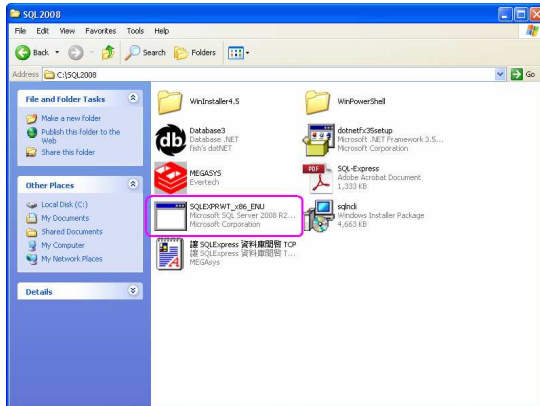 SQL2008
File Edit View Favorites Tools Help
Back Search Folders
Address C:\SQL2008 Go
File and Folder Tasks
Make a new folder
Publish this folder to the
Web
Share this folder
Other Places
Local Disk (C:)
My Documents
Shared Documents
My Computer
My Network Places
Details
WinInstaller4.5
WinPowerShell
Database3
Database .NET
fish's dotNET
dotnetfx35setup
Microsoft .NET Framework 3.5...
Microsoft Corporation
MEGASYS
Evertech
SQL-Express
Adobe Acrobat Document
1,333 KB
SQLEXPRWT_x86_ENU
Microsoft SQL Server 2008 R2...
Microsoft Corporation
sqlncli
Windows Installer Package
4,663 KB
讓 SQLExpress 資料庫開啓 TCP
讓 SQLExpress 資料庫開啓 T...
MEGAsys